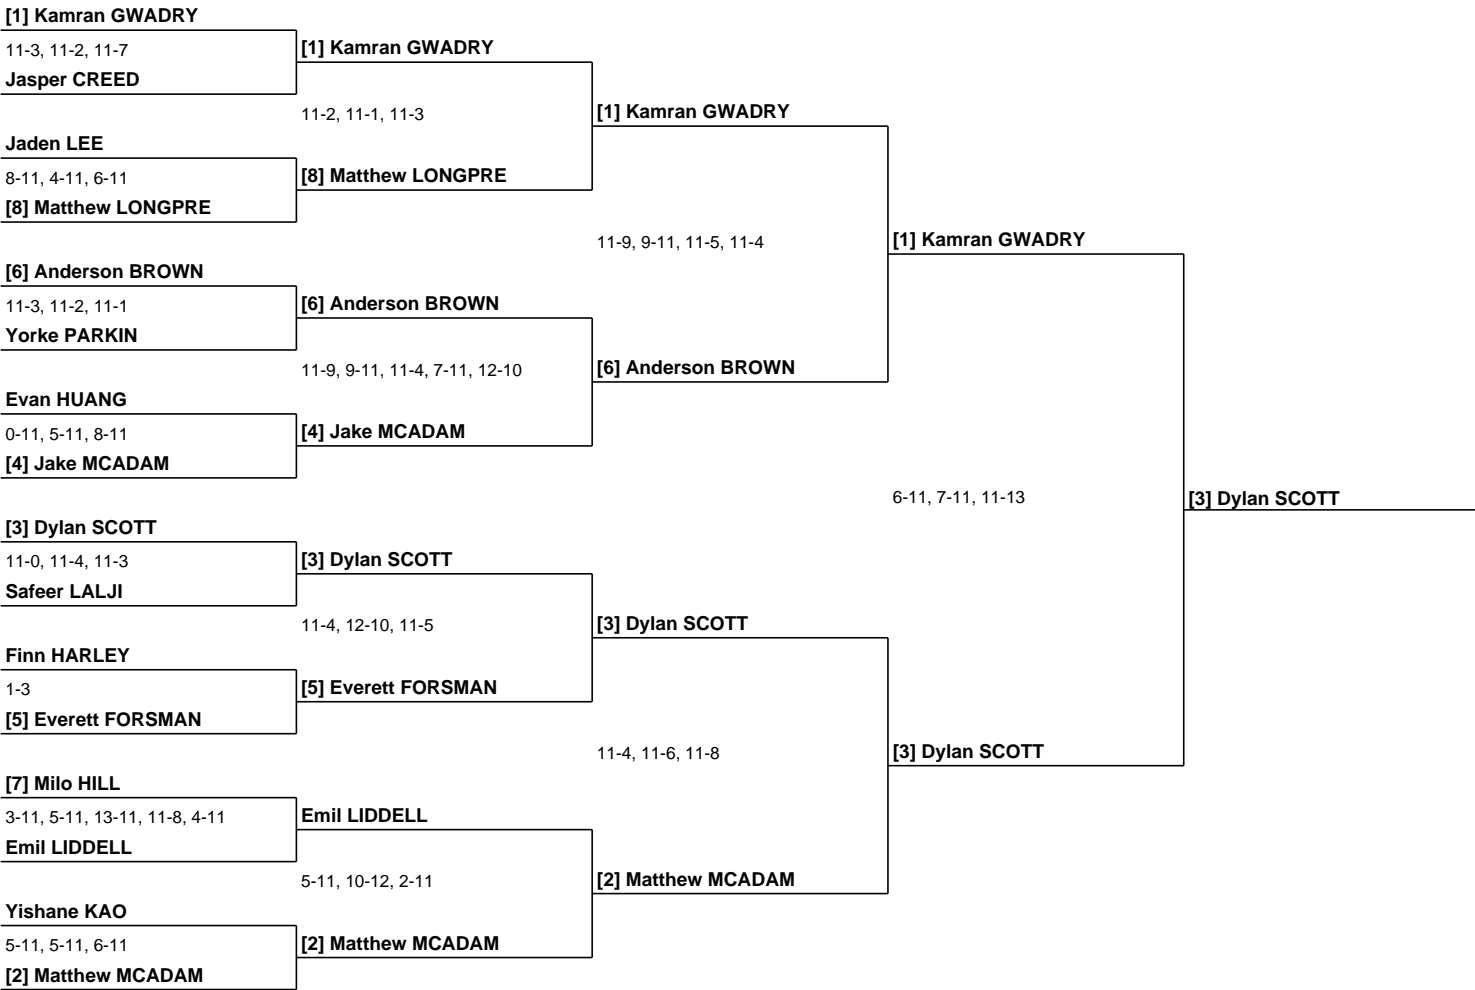 [1] Kamran GWADRY
11-3, 11-2, 11-7
Jasper CREED
Jaden LEE
8-11, 4-11, 6-11
[8] Matthew LONGPRE
[6] Anderson BROWN
11-3, 11-2, 11-1
Yorke PARKIN
Evan HUANG
0-11, 5-11, 8-11
[4] Jake MCADAM
[3] Dylan SCOTT
11-0, 11-4, 11-3
Safeer LALJI
Finn HARLEY
1-3
[5] Everett FORSMAN
[7] Milo HILL
3-11, 5-11, 13-11, 11-8, 4-11
Emil LIDDELL
Yishane KAO
5-11, 5-11, 6-11
[2] Matthew MCADAM
[1] Kamran GWADRY
11-2, 11-1, 11-3
[8] Matthew LONGPRE
[6] Anderson BROWN
11-9, 9-11, 11-4, 7-11, 12-10
[4] Jake MCADAM
[3] Dylan SCOTT
11-4, 12-10, 11-5
[5] Everett FORSMAN
Emil LIDDELL
5-11, 10-12, 2-11
[2] Matthew MCADAM
[1] Kamran GWADRY
11-9, 9-11, 11-5, 11-4
[6] Anderson BROWN
[3] Dylan SCOTT
11-4, 11-6, 11-8
[2] Matthew MCADAM
[1] Kamran GWADRY
6-11, 7-11, 11-13
[3] Dylan SCOTT
[3] Dylan SCOTT